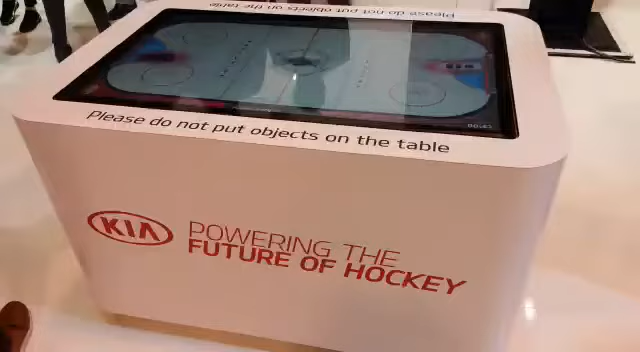 Please do not put objects on the table
Please do not put objects on the table
KIA
POWERING THE
FUTURE OF HOCKEY